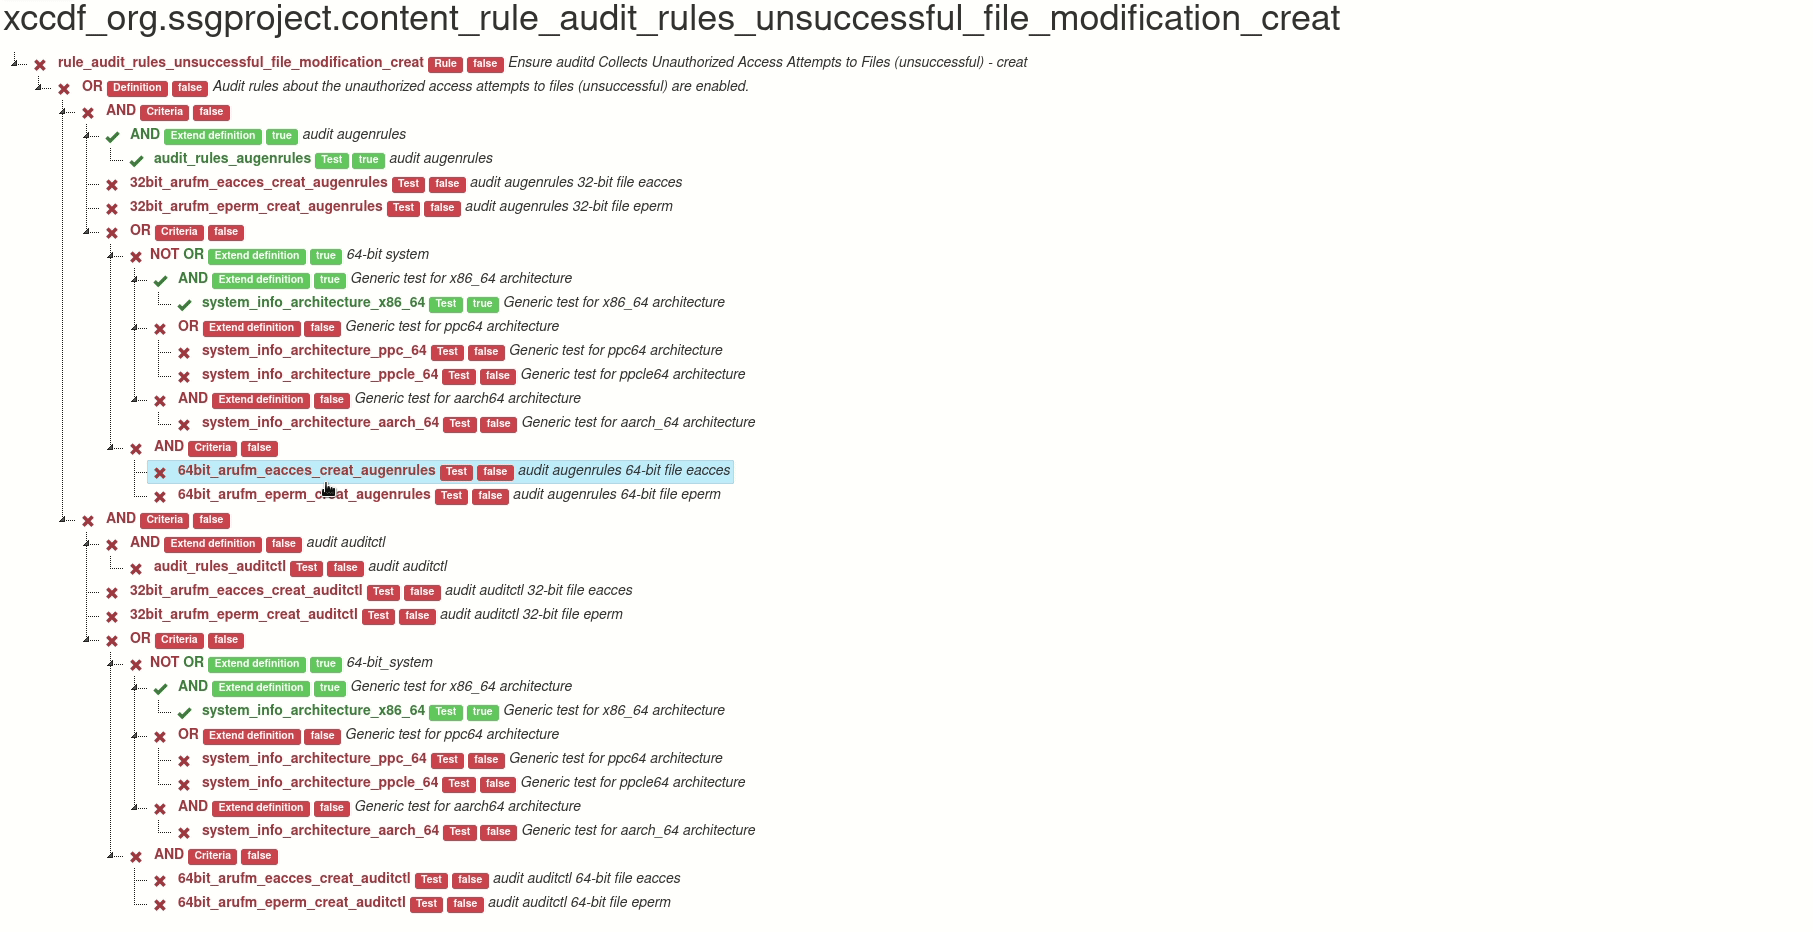 xccdf_org.ssgproject.content_rule_audit_rules_unsuccessful_file_modification_creat
rule_audit_rules_unsuccessful_file_modification_creat Rule false Ensure auditd Collects Unauthorized Access Attempts to Files (unsuccessful) - creat
OR Definition false Audit rules about the unauthorized access attempts to files (unsuccessful) are enabled.
AND Criteria false
AND Extend definition true audit augenrules
audit_rules_augenrules Test true audit augenrules
32bit_arufm_eacces_creat_augenrules Test false audit augenrules 32-bit file eacces
32bit_arufm_eperm_creat_augenrules Test false audit augenrules 32-bit file eperm
OR Criteria false
NOT OR Extend definition true 64-bit system
AND Extend definition true Generic test for x86_64 architecture
system_info_architecture_x86_64 Test true Generic test for x86_64 architecture
OR Extend definition false Generic test for ppc64 architecture
system_info_architecture_ppc_64 Test false Generic test for ppc64 architecture
system_info_architecture_ppcle_64 Test false Generic test for ppcle64 architecture
AND Extend definition false Generic test for aarch64 architecture
system_info_architecture_aarch_64 Test false Generic test for aarch_64 architecture
AND Criteria false
64bit_arufm_eacces_creat_augenrules Test false audit augenrules 64-bit file eacces
64bit_arufm_eperm_creat_augenrules Test false audit augenrules 64-bit file eperm
AND Criteria false
AND Extend definition false audit auditctl
audit_rules_auditctl Test false audit auditctl
32bit_arufm_eacces_creat_auditctl Test false audit auditctl 32-bit file eacces
32bit_arufm_eperm_creat_auditctl Test false audit auditctl 32-bit file eperm
OR Criteria false
NOT OR Extend definition true 64-bit_system
AND Extend definition true Generic test for x86_64 architecture
system_info_architecture_x86_64 Test true Generic test for x86_64 architecture
OR Extend definition false Generic test for ppc64 architecture
system_info_architecture_ppc_64 Test false Generic test for ppc64 architecture
system_info_architecture_ppcle_64 Test false Generic test for ppcle64 architecture
AND Extend definition false Generic test for aarch64 architecture
system_info_architecture_aarch_64 Test false Generic test for aarch_64 architecture
AND Criteria false
64bit_arufm_eacces_creat_auditctl Test false audit auditctl 64-bit file eacces
64bit_arufm_eperm_creat_auditctl Test false audit auditctl 64-bit file eperm